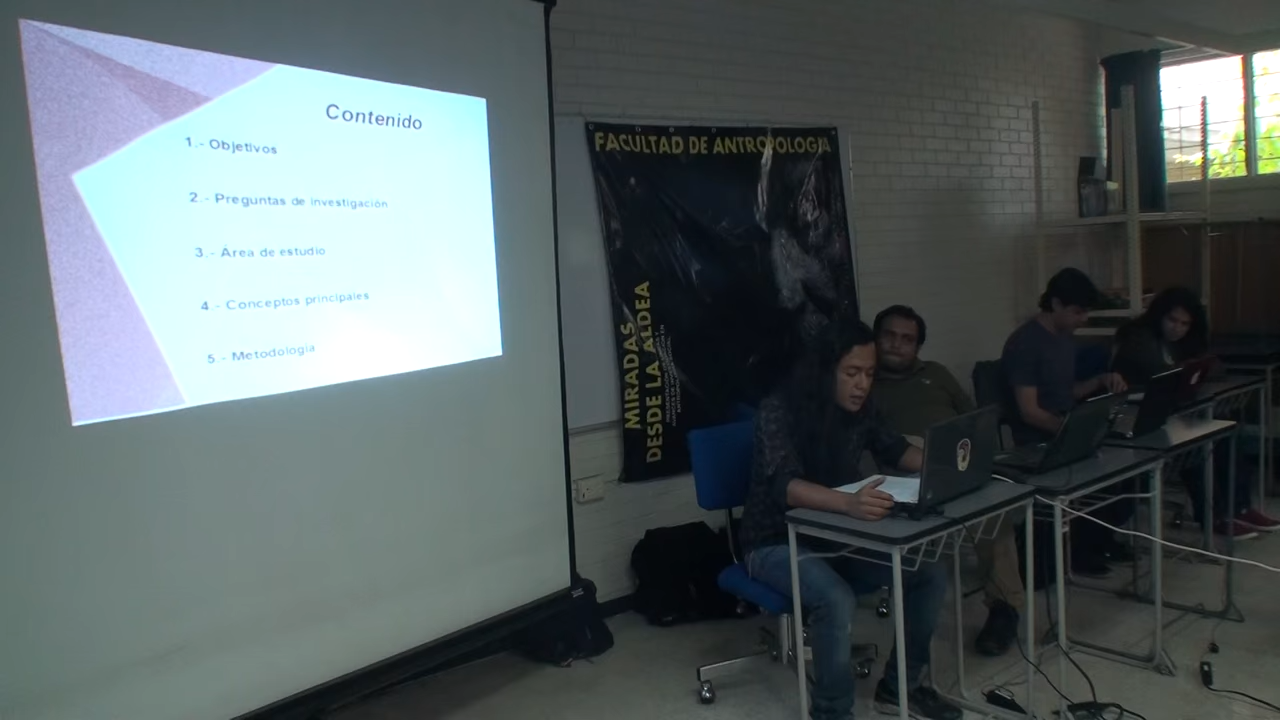 Contenido
1.- Objetivos
2.- Preguntas de investigación
3.- Área de estudio
4.- Conceptos principales
5.- Metodología
FACULTAD DE ANTROPOLOGIA
MIRADAS
DESDE LA ALDEA